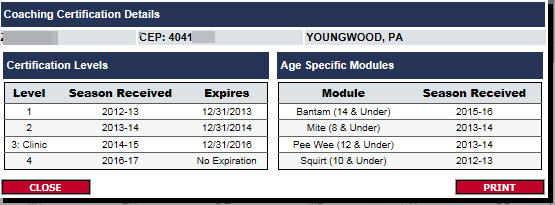 Coaching Certification Details
CEP: 4041 YOUNGWOOD, PA
Certification Levels
Level Season Received Expires
1 2012-13 12/31/2013
2 2013-14 12/31/2014
3: Clinic 2014-15 12/31/2016
4 2016-17 No Expiration
Age Specific Modules
Module Season Received
Bantam (14 & Under) 2015-16
Mite (8 & Under) 2013-14
Pee Wee (12 & Under) 2013-14
Squirt (10 & Under) 2012-13
CLOSE PRINT